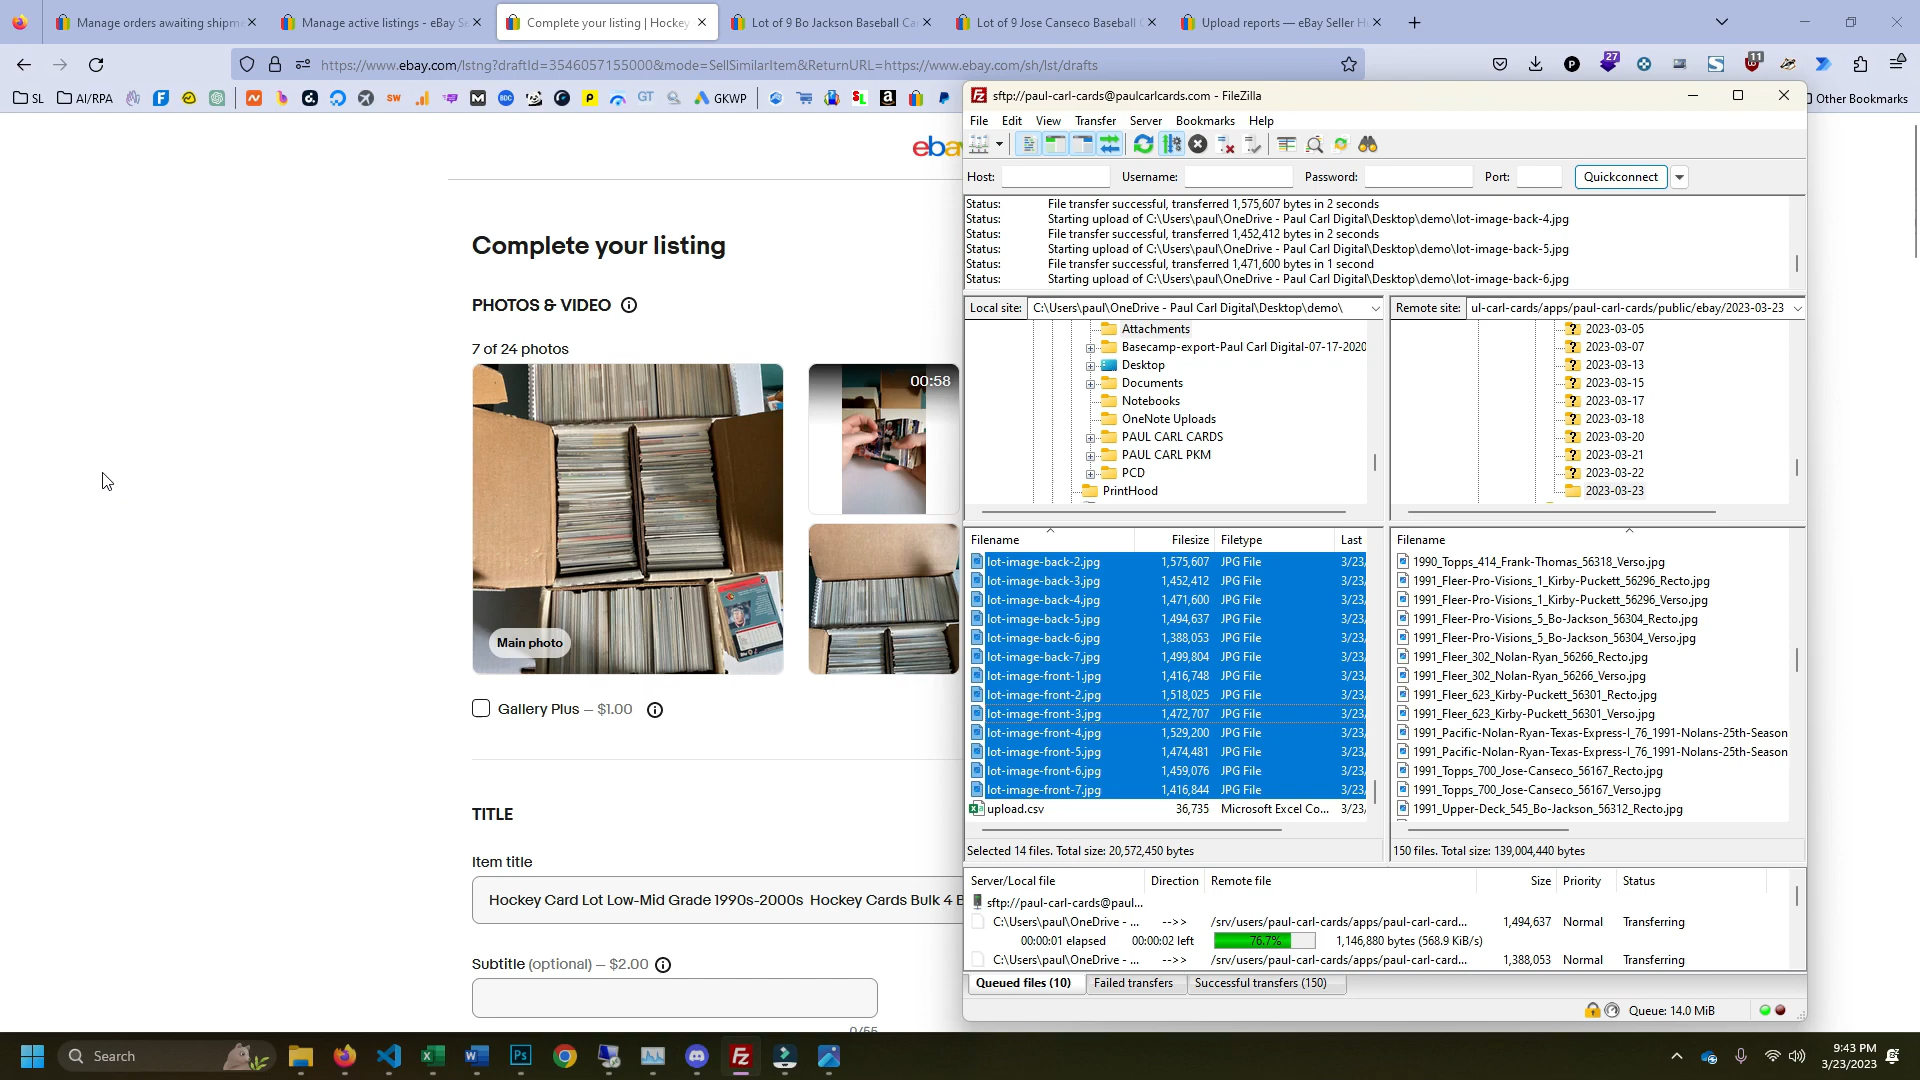 Manage orders awaiting shipm
Manage active listings - eBay Se
Complete your listing | Hockey
Lot of 9 Bo Jackson Baseball Ca
Lot of 9 Jose Canseco Baseball C
Upload reports — eBay Seller H
https://www.ebay.com/lstng?draftId=35460571550000&mode=SellSimilarItem&ReturnURL=https://www.ebay.com/sh/lst/drafts
27
11
SL
AI/RPA
GKWP
Other Bookmarks
sftp://paul-carl-cards@paulcarlcards.com - FileZilla
File Edit View Transfer Server Bookmarks Help
Host: Username: Password: Port: Quickconnect
Status: File transfer successful, transferred 1,575,607 bytes in 2 seconds
Status: Starting upload of C:\Users\paul\OneDrive - Paul Carl Digital\Desktop\demo\lot-image-back-4.jpg
Status: File transfer successful, transferred 1,452,412 bytes in 2 seconds
Status: Starting upload of C:\Users\paul\OneDrive - Paul Carl Digital\Desktop\demo\lot-image-back-5.jpg
Status: File transfer successful, transferred 1,471,600 bytes in 1 second
Status: Starting upload of C:\Users\paul\OneDrive - Paul Carl Digital\Desktop\demo\lot-image-back-6.jpg
Local site: C:\Users\paul\OneDrive - Paul Carl Digital\Desktop\demo\
Attachments
Basecamp-export-Paul Carl Digital-07-17-2020
Desktop
Documents
Notebooks
OneNote Uploads
PAUL CARL CARDS
PAUL CARL PKM
PCD
PrintHood
Remote site: ul-carl-cards/apps/paul-carl-cards/public/ebay/2023-03-23
2023-03-05
2023-03-07
2023-03-13
2023-03-15
2023-03-17
2023-03-18
2023-03-20
2023-03-21
2023-03-22
2023-03-23
Filename Filesize Filetype Last
lot-image-back-2.jpg 1,575,607 JPG File 3/23/
lot-image-back-3.jpg 1,452,412 JPG File 3/23/
lot-image-back-4.jpg 1,471,600 JPG File 3/23/
lot-image-back-5.jpg 1,494,637 JPG File 3/23/
lot-image-back-6.jpg 1,388,053 JPG File 3/23/
lot-image-back-7.jpg 1,499,804 JPG File 3/23/
lot-image-front-1.jpg 1,416,748 JPG File 3/23/
lot-image-front-2.jpg 1,518,025 JPG File 3/23/
lot-image-front-3.jpg 1,472,707 JPG File 3/23/
lot-image-front-4.jpg 1,529,200 JPG File 3/23/
lot-image-front-5.jpg 1,474,481 JPG File 3/23/
lot-image-front-6.jpg 1,459,076 JPG File 3/23/
lot-image-front-7.jpg 1,416,844 JPG File 3/23/
upload.csv 36,735 Microsoft Excel Co... 3/23/
Selected 14 files. Total size: 20,572,450 bytes
Filename
1990_Topps_414_Frank-Thomas_56318_Verso.jpg
1991_Fleer-Pro-Visions_1_Kirby-Puckett_56296_Recto.jpg
1991_Fleer-Pro-Visions_1_Kirby-Puckett_56296_Verso.jpg
1991_Fleer-Pro-Visions_5_Bo-Jackson_56304_Recto.jpg
1991_Fleer-Pro-Visions_5_Bo-Jackson_56304_Verso.jpg
1991_Fleer_302_Nolan-Ryan_56266_Recto.jpg
1991_Fleer_302_Nolan-Ryan_56266_Verso.jpg
1991_Fleer_623_Kirby-Puckett_56301_Recto.jpg
1991_Fleer_623_Kirby-Puckett_56301_Verso.jpg
1991_Pacific-Nolan-Ryan-Texas-Express-I_76_1991-Nolans-25th-Season
1991_Pacific-Nolan-Ryan-Texas-Express-I_76_1991-Nolans-25th-Season
1991_Topps_700_Jose-Canseco_56167_Recto.jpg
1991_Topps_700_Jose-Canseco_56167_Verso.jpg
1991_Upper-Deck_545_Bo-Jackson_56312_Recto.jpg
150 files. Total size: 139,004,440 bytes
Server/Local file Direction Remote file Size Priority Status
sftp://paul-carl-cards@paul...
C:\Users\paul\OneDrive - ... -->> /srv/users/paul-carl-cards/apps/paul-carl-card... 1,494,637 Normal Transferring
00:00:01 elapsed 00:00:02 left 76.7% 1,146,880 bytes (568.9 KiB/s)
C:\Users\paul\OneDrive - ... -->> /srv/users/paul-carl-cards/apps/paul-carl-card... 1,388,053 Normal Transferring
Queued files (10) Failed transfers Successful transfers (150)
Queue: 14.0 MiB
eba
Complete your listing
PHOTOS & VIDEO
7 of 24 photos
00:58
Main photo
Gallery Plus – $1.00
TITLE
Item title
Hockey Card Lot Low-Mid Grade 1990s-2000s Hockey Cards Bulk 4 B
Subtitle (optional) – $2.00
0/55
Search
9:43 PM
3/23/2023